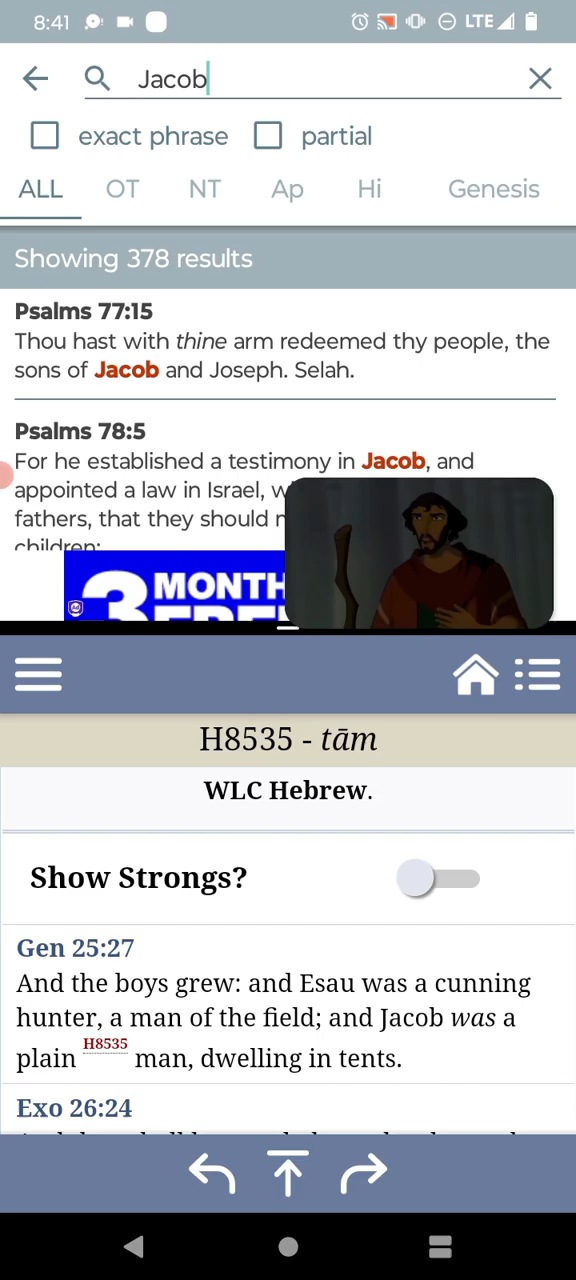 8:41 LTE
Jacob
exact phrase partial
ALL OT NT Ap Hi Genesis
Showing 378 results
Psalms 77:15
Thou hast with thine arm redeemed thy people, the
sons of Jacob and Joseph. Selah.
Psalms 78:5
For he established a testimony in Jacob, and
appointed a law in Israel,
fathers, that they should
children:
3 MONTH
FREE
Ad
H8535 - tām
WLC Hebrew.
Show Strongs?
Gen 25:27
And the boys grew: and Esau was a cunning
hunter, a man of the field; and Jacob was a
plain H8535 man, dwelling in tents.
Exo 26:24